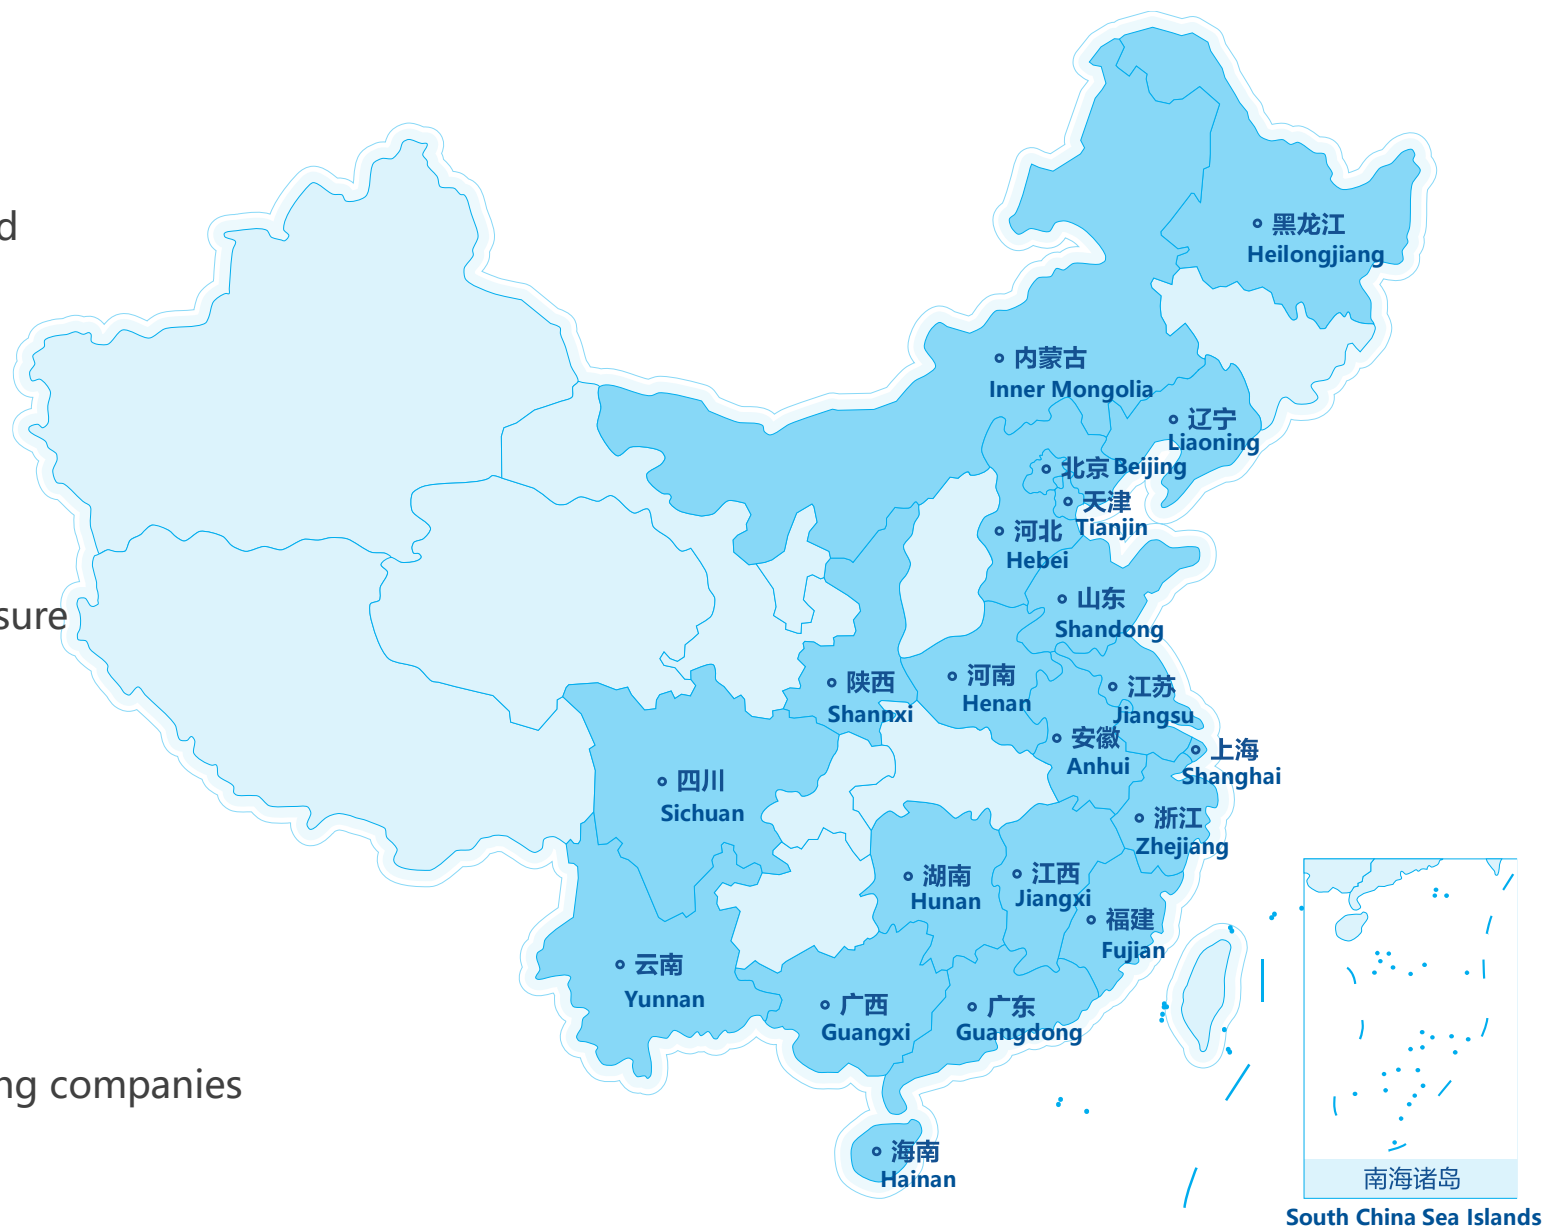 d
黑龙江
Heilongjiang
内蒙古
Inner Mongolia
辽宁
Liaoning
北京 Beijing
天津
Tianjin
河北
Hebei
山东
Shandong
sure
陕西
Shannxi
河南
Henan
江苏
Jiangsu
安徽
Anhui
上海
Shanghai
四川
Sichuan
浙江
Zhejiang
湖南
Hunan
江西
Jiangxi
福建
Fujian
云南
Yunnan
广西
Guangxi
广东
Guangdong
ng companies
海南
Hainan
南海诸岛
South China Sea Islands